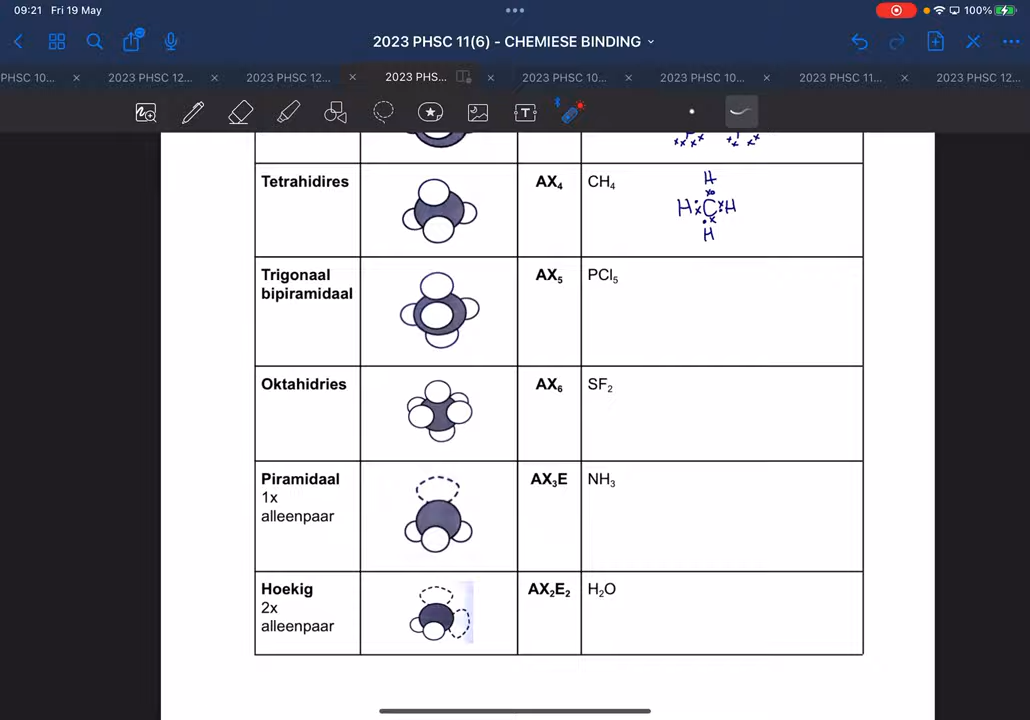 09:21 Fri 19 May
100%
2023 PHSC 11(6) - CHEMIESE BINDING
PHSC 10...
2023 PHSC 12...
2023 PHSC 12...
2023 PHS...
2023 PHSC 10...
2023 PHSC 10...
2023 PHSC 11...
2023 PHSC 12...
Tetrahidires
AX₄
CH₄
H
H C H
H
Trigonaal
bipiramidaal
AX₅
PCl₅
Oktahidries
AX₆
SF₂
Piramidaal
1x
alleenpaar
AX₃E
NH₃
Hoekig
2x
alleenpaar
AX₂E₂
H₂O